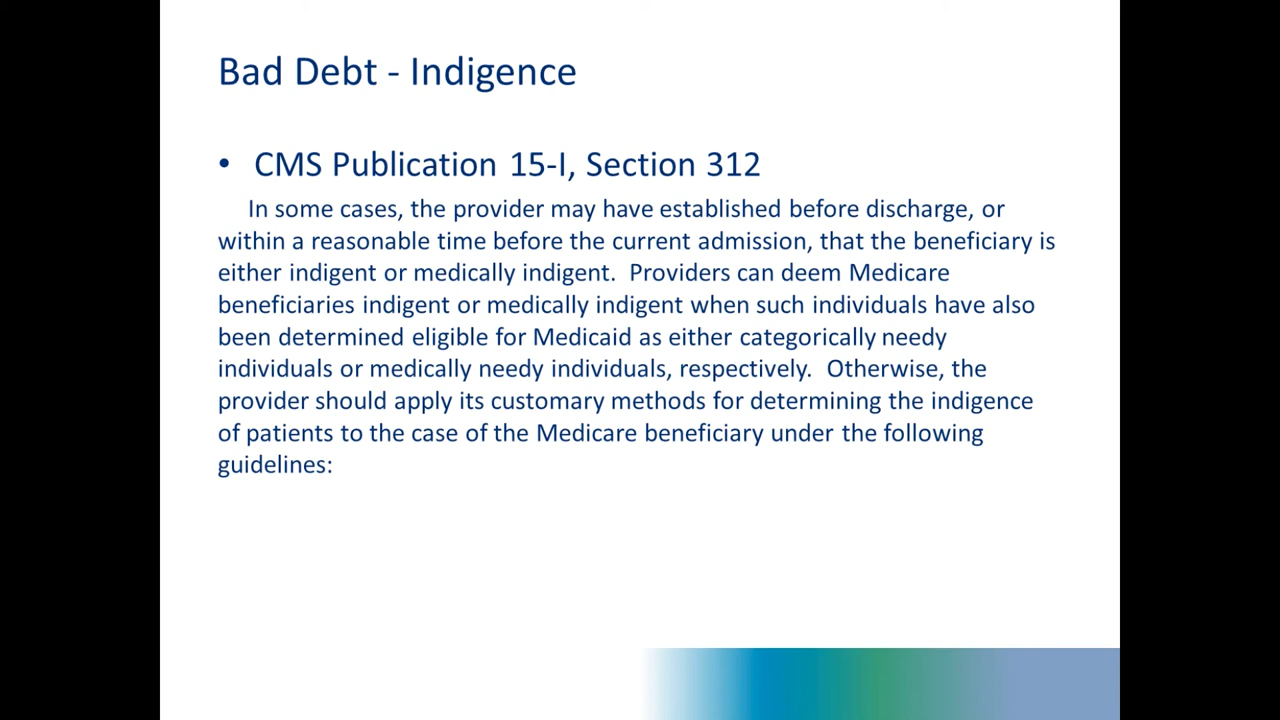 Bad Debt - Indigence
• CMS Publication 15-I, Section 312
In some cases, the provider may have established before discharge, or
within a reasonable time before the current admission, that the beneficiary is
either indigent or medically indigent.  Providers can deem Medicare
beneficiaries indigent or medically indigent when such individuals have also
been determined eligible for Medicaid as either categorically needy
individuals or medically needy individuals, respectively.  Otherwise, the
provider should apply its customary methods for determining the indigence
of patients to the case of the Medicare beneficiary under the following
guidelines: